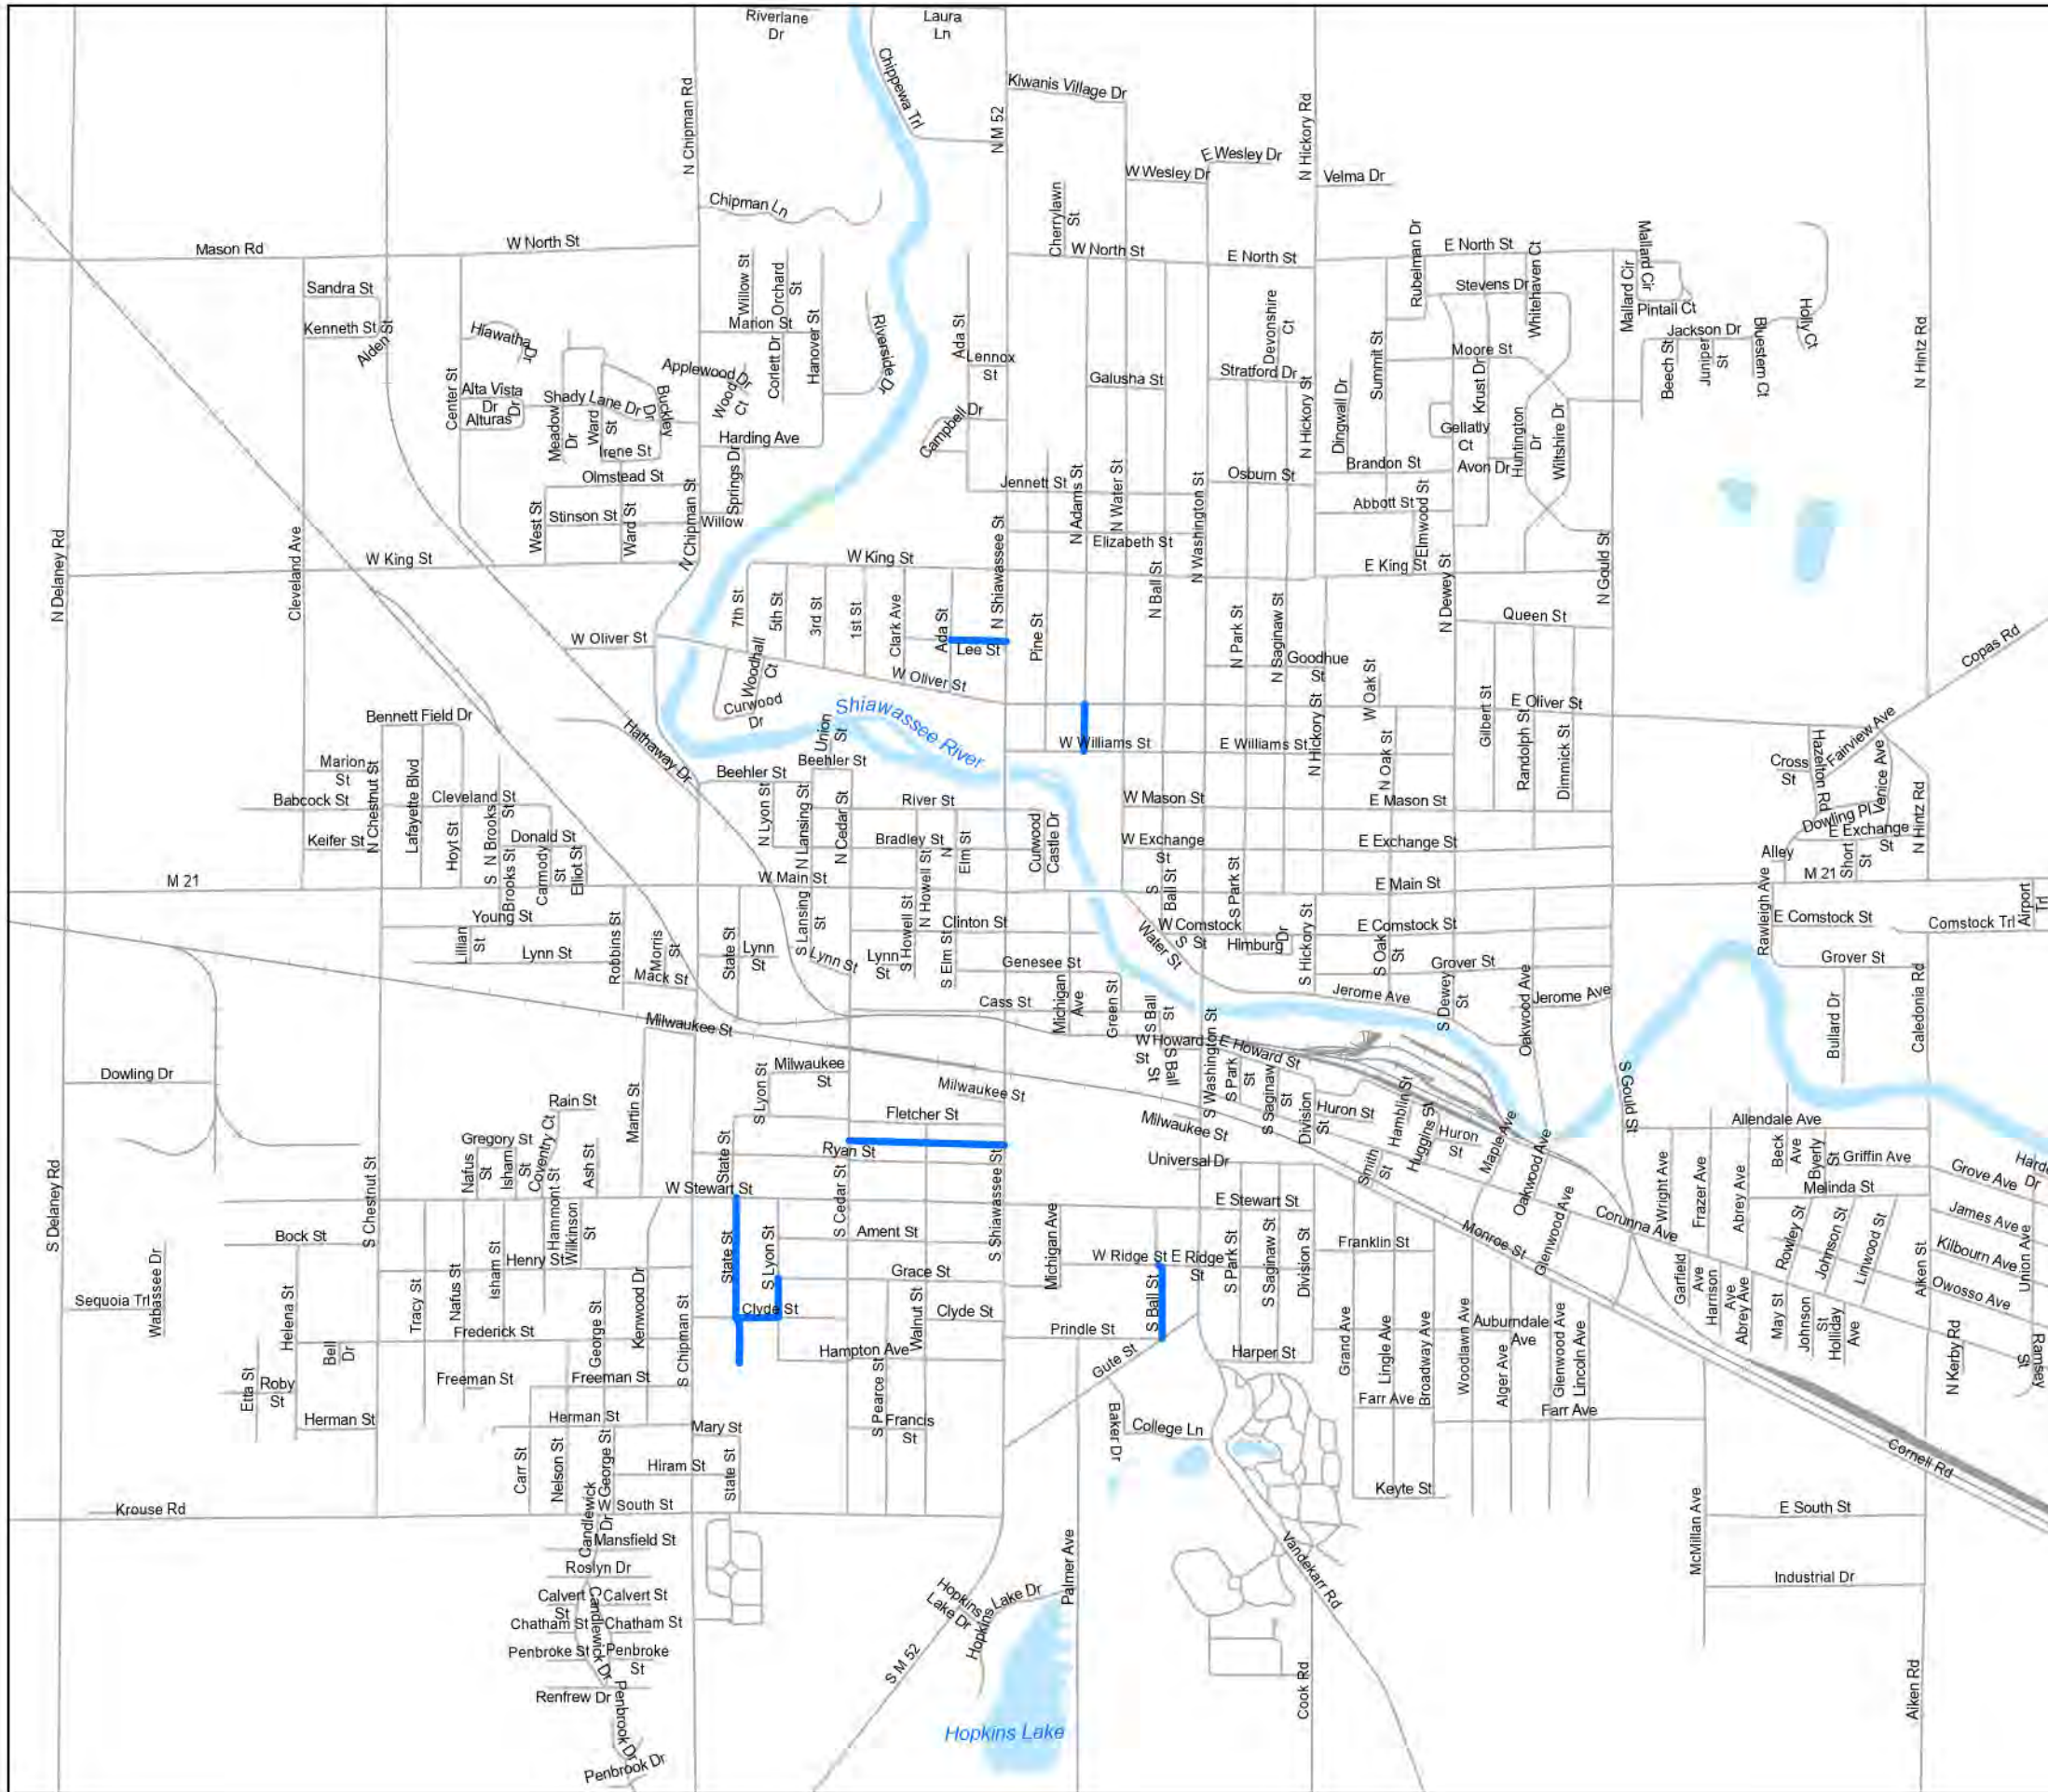 Riverlane
Dr
Laura
Ln
Chippewa Trl
N M 52
Kiwanis Village Dr
N Chipman Rd
N Hickory Rd
E Wesley Dr
W Wesley Dr
Velma Dr
Cherrylawn
St
Chipman Ln
Mason Rd
W North St
W North St
E North St
E North St
Rubelman Dr
Whitehaven Ct
Mallard Cir
Mallard Cir
Stevens Dr
Pintail Ct
Sandra St
Kenneth St
Alden St
Hiawatha
Dr
Willow St
Orchard
St
Marion St
Corlett Dr
Hanover St
Riverside Dr
Ada St
Lennox
St
Devonshire
Ct
Summit St
Moore St
Jackson Dr
Beech St
Juniper
St
Bluestem Ct
Holly Ct
N Hintz Rd
Center St
Alta Vista
Dr
Alturas
Dr
Shady Lane Dr
Meadow
Dr
Ward
St
Irene St
Buckley
Dr
Applewood Dr
Wood
Ct
Harding Ave
Springs Dr
Campbell Dr
Galusha St
Stratford Dr
N Hickory St
Dingwall Dr
Krust Dr
Gellatly
Ct
Huntington
Dr
Wiltshire Dr
Avon Dr
Brandon St
Osburn St
Abbott St
Elmwood St
Olmstead St
Stinson St
West St
Ward St
Willow
N Chipman St
Jennett St
N Adams St
N Water St
N Washington St
Elizabeth St
N Shiawassee St
N Ball St
N Delaney Rd
Cleveland Ave
W King St
W King St
E King St
N Dewey St
N Gould St
Queen St
7th St
5th St
3rd St
1st St
Clark Ave
Ada St
Lee St
Pine St
N Park St
N Saginaw St
Goodhue
St
W Oak St
Copas Rd
W Oliver St
W Oliver St
E Oliver St
Woodhall
Ct
Curwood
Dr
Shiawassee River
Gilbert St
Randolph St
Dimmick St
N Hickory St
N Oak St
Bennett Field Dr
Hathaway Dr
Union
St
W Williams St
E Williams St
Hazelton Rd
Fairview Ave
Cross
St
Venice Ave
N Hintz Rd
Marion
St
Babcock St
Keifer St
N Chestnut St
Lafayette Blvd
Hoyt St
Cleveland St
S N Brooks
St
Brooks St
Donald St
Carmody
St
Elliot St
Beehler St
Beehler St
N Lyon St
N Lansing St
N Cedar St
River St
Bradley St
N
Elm St
Curwood
Castle Dr
W Mason St
E Mason St
W Exchange
St
E Exchange St
Dowling Pl
E Exchange
St
Alley
Short
St
M 21
W Main St
E Main St
M 21
S
Ball St
S Park St
Rawleigh Ave
Airport
Trl
Young St
Lillian
St
Lynn St
Robbins St
Morris
St
Mack St
State St
Lynn
St
S Lansing
St
S Lynn St
Lynn
St
S Howell St
N Howell St
Clinton St
S Elm St
Genesee St
Water St
W Comstock
St
S
Himburg
Dr
S Hickory St
E Comstock St
S Oak
St
Grover St
E Comstock St
Comstock Trl
Grover St
Cass St
Michigan
Ave
Green St
S Ball
St
Jerome Ave
S Dewey
St
Oakwood Ave
Jerome Ave
Bullard Dr
Caledonia Rd
Milwaukee St
W Howard
St
S Ball
St
E Howard St
S Washington St
Dowling Dr
Milwaukee
St
S Lyon St
Milwaukee St
Fletcher St
Ryan St
Milwaukee St
S Park
St
S Saginaw
St
Division
St
Huron St
Hamblin St
Huggins St
Huron
St
Maple Ave
Smith
St
Oakwood Ave
S Gould St
Allendale Ave
Rain St
Martin St
Gregory St
Nafus
St
Isham
St
Coventry Ct
Ash St
State St
Universal Dr
Beck
Ave
Byerly
St
Griffin Ave
Grove Ave
Dr
Wright Ave
Frazer Ave
Abrey Ave
Melinda St
S Delaney Rd
S Chestnut St
W Stewart St
E Stewart St
Hammont St
Wilkinson
St
S Cedar St
S Shiawassee St
Ament St
Michigan Ave
Monroe St
Glenwood Ave
Corunna Ave
Rowley St
Johnson St
Linwood St
James Ave
Kilbourn Ave
Owosso Ave
Union Ave
Bock St
Henry St
Wabassee Dr
Sequoia Trl
Helena St
Tracy St
Nafus St
Isham St
George St
Kenwood Dr
S Chipman St
State St
S Lyon St
Grace St
Clyde St
Walnut St
Clyde St
W Ridge St
E Ridge
St
S Ball St
S Park St
S Saginaw St
Division St
Franklin St
Garfield
Ave
Harrison
Ave
Abrey Ave
May St
Johnson
St
Holliday
Ave
Aiken St
Frederick St
Bell
Dr
Prindle St
Gute St
Harper St
Grand Ave
Lingle Ave
Broadway Ave
Woodlawn Ave
Auburndale
Ave
Alger Ave
Glenwood Ave
Lincoln Ave
N Kerby Rd
Ramsey
St
Etta St
Roby
St
Freeman St
Freeman St
Hampton Ave
S Pearce St
Francis
St
Herman St
Herman St
Mary St
Baker Dr
College Ln
Farr Ave
Farr Ave
Carr St
Nelson St
George St
Hiram St
State St
Keyte St
Cornell Rd
Krouse Rd
W South St
Candlewick
Dr
Mansfield St
Roslyn Dr
E South St
McMillan Ave
Industrial Dr
Calvert
St
Calvert St
Chatham St
Chatham St
Candlewick Dr
Penbroke St
Penbroke
St
Renfrew Dr
Penbrook Dr
Penbrook Dr
Hopkins
Lake Dr
Hopkins Lake Dr
Palmer Ave
Vandekarr Rd
S M 52
Cook Rd
Aiken Rd
Hopkins Lake